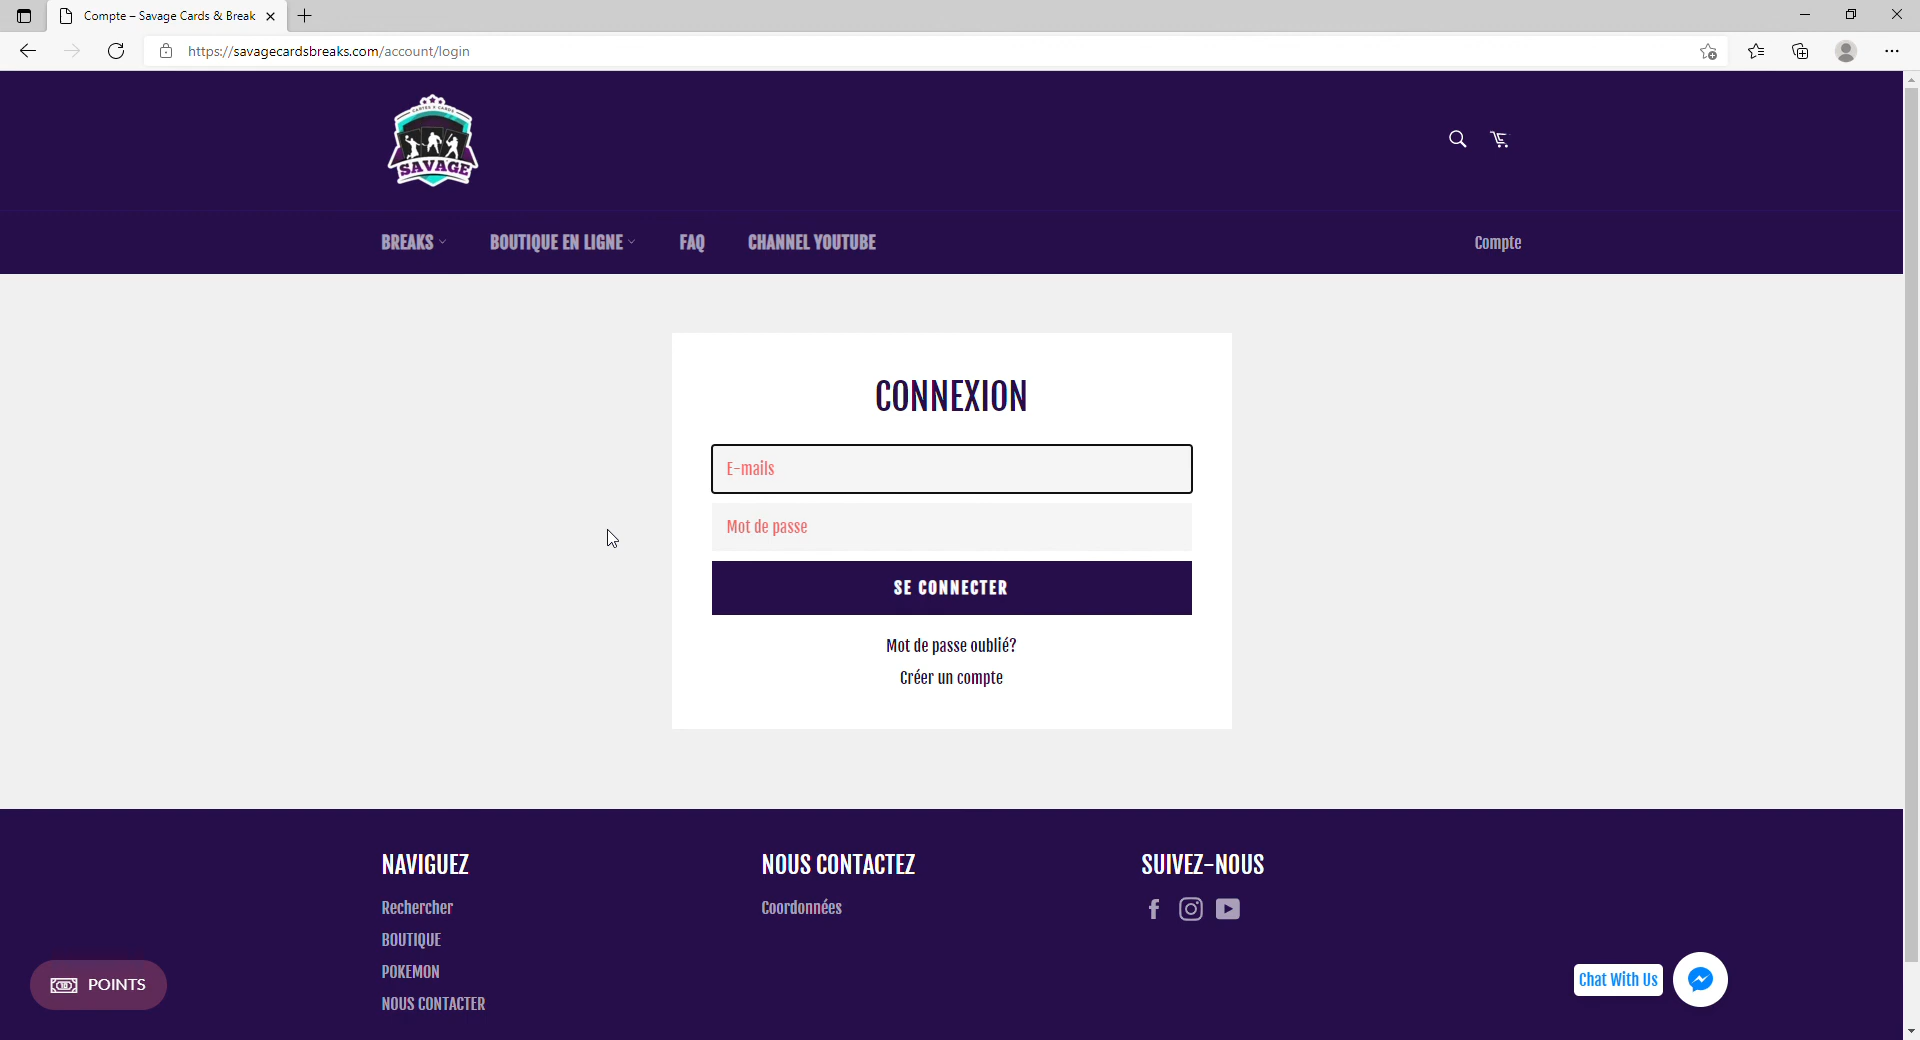 Compte – Savage Cards & Break
https://savagecardsbreaks.com/account/login
CARTES X CARDS
SAVAGE
BREAKS
BOUTIQUE EN LIGNE
FAQ
CHANNEL YOUTUBE
Compte
CONNEXION
E-mails
Mot de passe
SE CONNECTER
Mot de passe oublié?
Créer un compte
NAVIGUEZ
Rechercher
BOUTIQUE
POKEMON
NOUS CONTACTER
NOUS CONTACTEZ
Coordonnées
SUIVEZ-NOUS
POINTS
Chat With Us